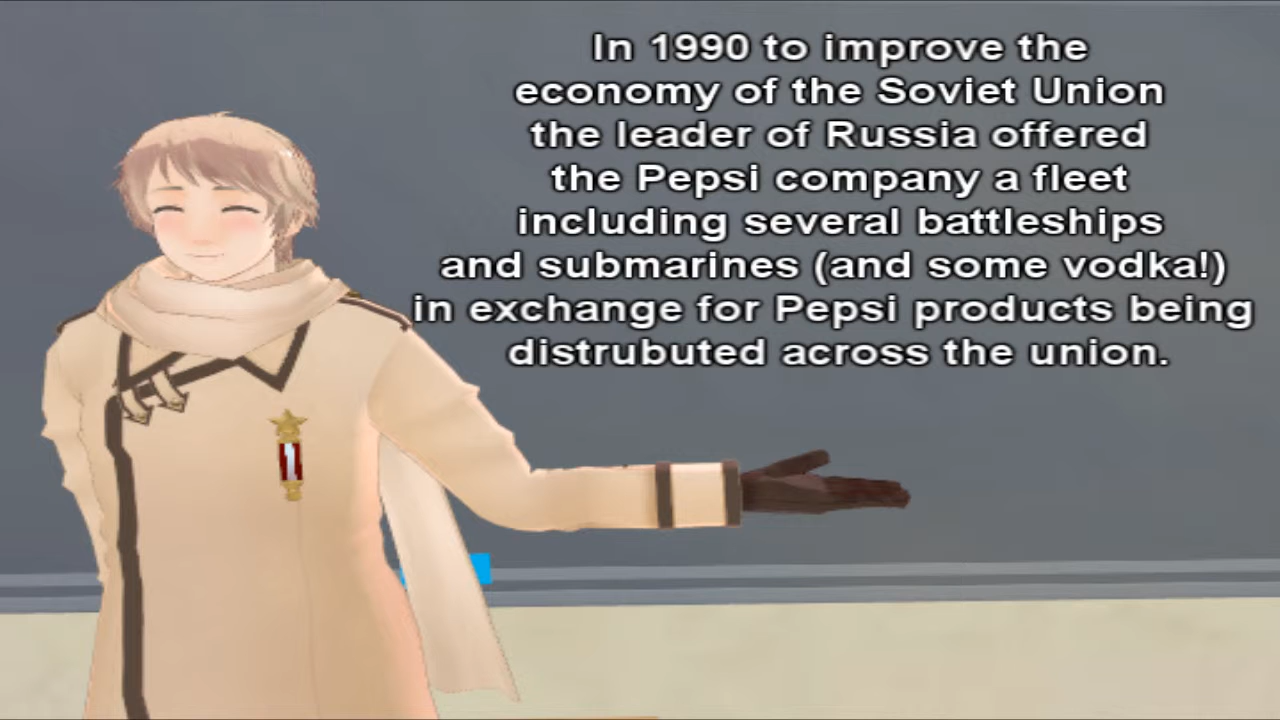 In 1990 to improve the
economy of the Soviet Union
the leader of Russia offered
the Pepsi company a fleet
including several battleships
and submarines (and some vodka!)
in exchange for Pepsi products being
distrubuted across the union.